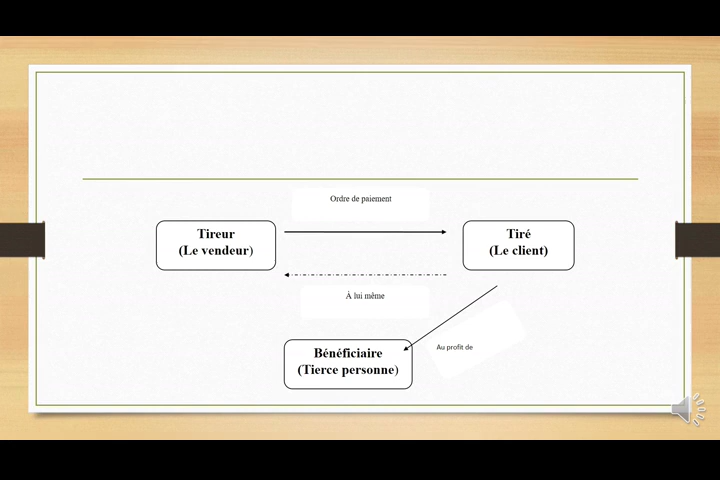 Ordre de paiement
Tireur
(Le vendeur)
Tiré
(Le client)
À lui même
Au profit de
Bénéficiaire
(Tierce personne)